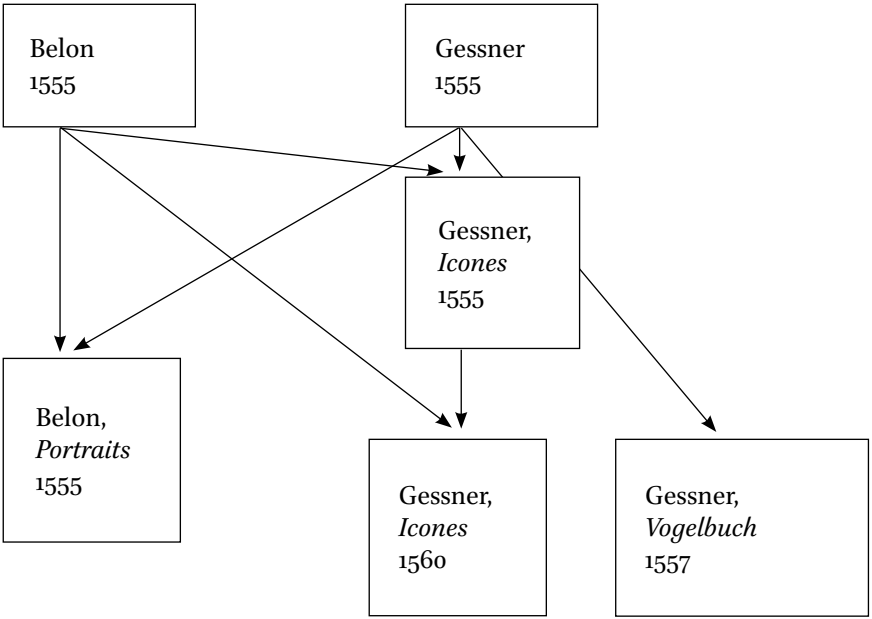 Belon
1555
Gessner
1555
Gessner,
Icones
1555
Belon,
Portraits
1555
Gessner,
Icones
1560
Gessner,
Vogelbuch
1557